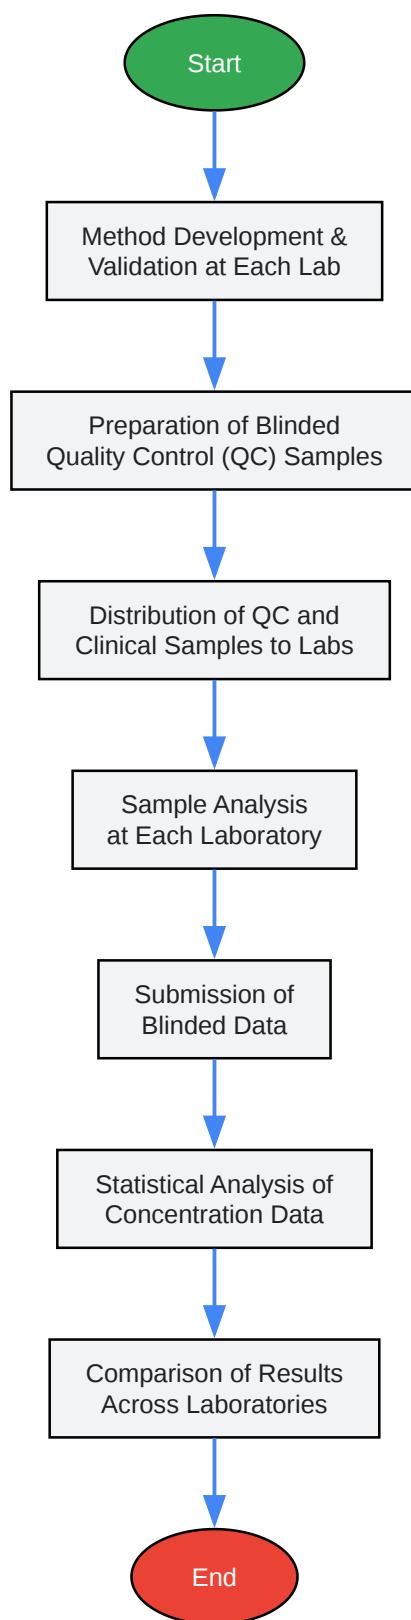 Start
Method Development &
Validation at Each Lab
Preparation of Blinded
Quality Control (QC) Samples
Distribution of QC and
Clinical Samples to Labs
Sample Analysis
at Each Laboratory
Submission of
Blinded Data
Statistical Analysis of
Concentration Data
Comparison of Results
Across Laboratories
End